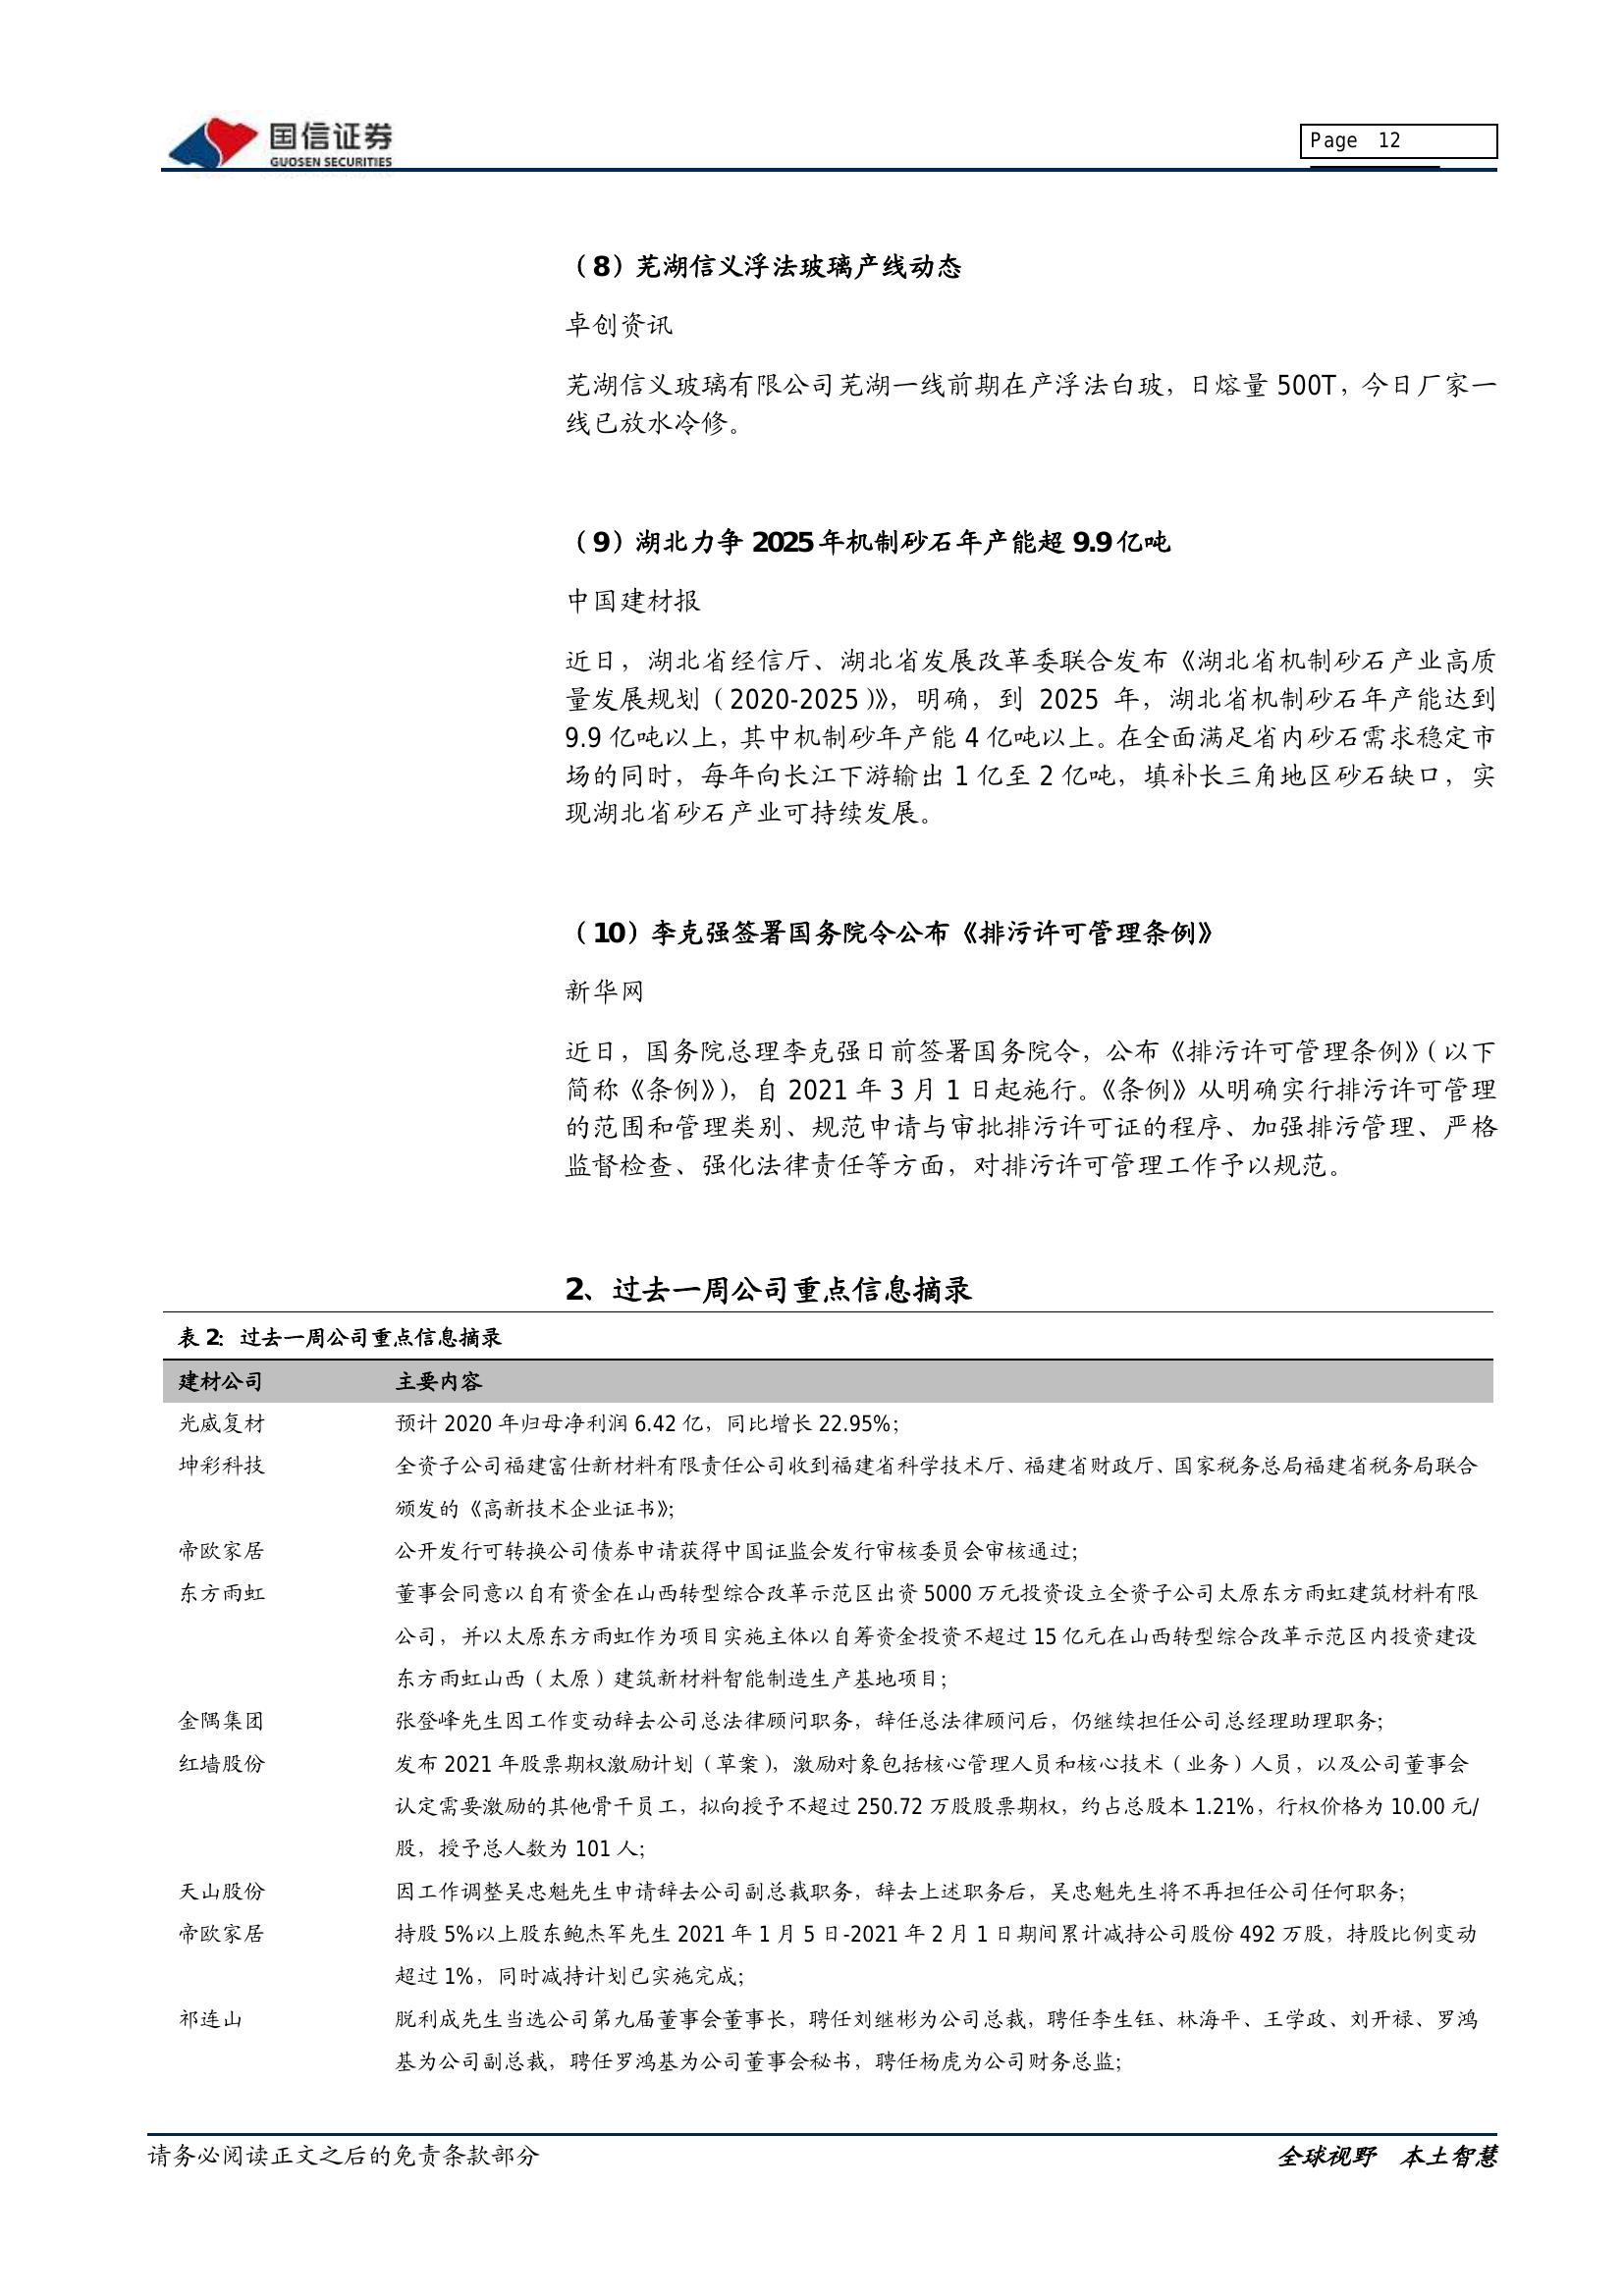 国信证券
GUOSEN SECURITIES
Page 12
（8）芜湖信义浮法玻璃产线动态
卓创资讯
芜湖信义玻璃有限公司芜湖一线前期在产浮法白玻，日熔量 500T，今日厂家一
线已放水冷修。
（9）湖北力争 2025 年机制砂石年产能超 9.9 亿吨
中国建材报
近日，湖北省经信厅、湖北省发展改革委联合发布《湖北省机制砂石产业高质
量发展规划（2020-2025）》，明确，到 2025 年，湖北省机制砂石年产能达到
9.9 亿吨以上，其中机制砂年产能 4 亿吨以上。在全面满足省内砂石需求稳定市
场的同时，每年向长江下游输出 1 亿至 2 亿吨，填补长三角地区砂石缺口，实
现湖北省砂石产业可持续发展。
（10）李克强签署国务院令公布《排污许可管理条例》
新华网
近日，国务院总理李克强日前签署国务院令，公布《排污许可管理条例》（以下
简称《条例》），自 2021 年 3 月 1 日起施行。《条例》从明确实行排污许可管理
的范围和管理类别、规范申请与审批排污许可证的程序、加强排污管理、严格
监督检查、强化法律责任等方面，对排污许可管理工作予以规范。
2、过去一周公司重点信息摘录
表 2：过去一周公司重点信息摘录
建材公司 主要内容
光威复材 预计 2020 年归母净利润 6.42 亿，同比增长 22.95%；
坤彩科技 全资子公司福建富仕新材料有限责任公司收到福建省科学技术厅、福建省财政厅、国家税务总局福建省税务局联合
颁发的《高新技术企业证书》；
帝欧家居 公开发行可转换公司债券申请获得中国证监会发行审核委员会审核通过；
东方雨虹 董事会同意以自有资金在山西转型综合改革示范区出资 5000 万元投资设立全资子公司太原东方雨虹建筑材料有限
公司，并以太原东方雨虹作为项目实施主体以自筹资金投资不超过 15 亿元在山西转型综合改革示范区内投资建设
东方雨虹山西（太原）建筑新材料智能制造生产基地项目；
金隅集团 张登峰先生因工作变动辞去公司总法律顾问职务，辞任总法律顾问后，仍继续担任公司总经理助理职务；
红墙股份 发布 2021 年股票期权激励计划（草案），激励对象包括核心管理人员和核心技术（业务）人员，以及公司董事会
认定需要激励的其他骨干员工，拟向授予不超过 250.72 万股股票期权，约占总股本 1.21%，行权价格为 10.00 元/
股，授予总人数为 101 人；
天山股份 因工作调整吴忠魁先生申请辞去公司副总裁职务，辞去上述职务后，吴忠魁先生将不再担任公司任何职务；
帝欧家居 持股 5%以上股东鲍杰军先生 2021 年 1 月 5 日-2021 年 2 月 1 日期间累计减持公司股份 492 万股，持股比例变动
超过 1%，同时减持计划已实施完成；
祁连山 脱利成先生当选公司第九届董事会董事长，聘任刘继彬为公司总裁，聘任李生钰、林海平、王学政、刘开禄、罗鸿
基为公司副总裁，聘任罗鸿基为公司董事会秘书，聘任杨虎为公司财务总监；
请务必阅读正文之后的免责条款部分 全球视野 本土智慧